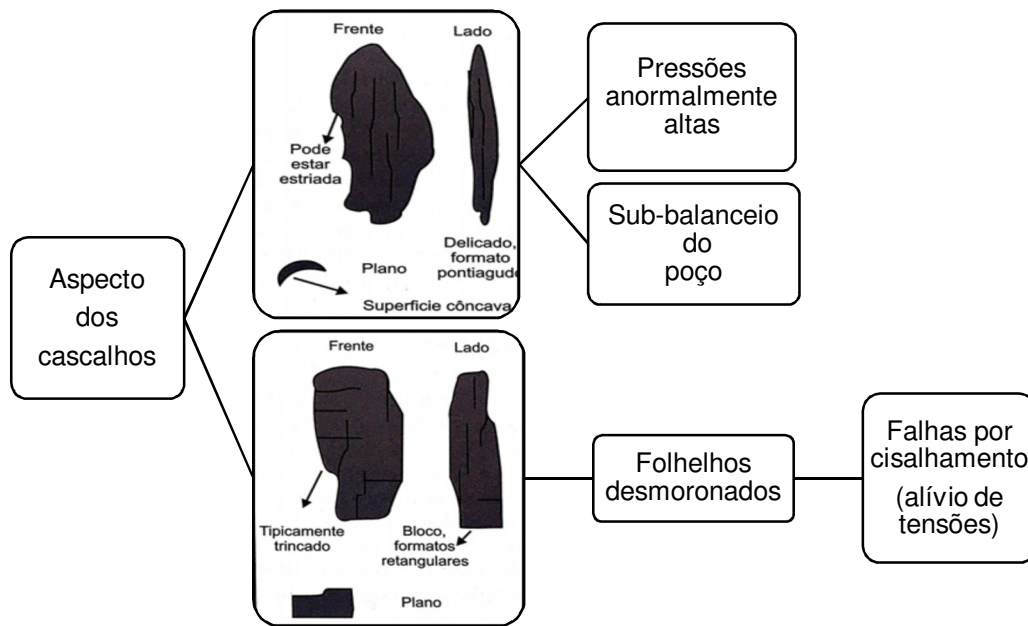 Aspecto
dos
cascalhos
Frente
Lado
Pode
estar
estriada
Delicado,
formato
pontiagudo
Plano
Superficie côncava
Pressões
anormalmente
altas
Sub-balanceio
do
poço
Frente
Lado
Tipicamente
trincado
Bloco,
formatos
retangulares
Plano
Folhelhos
desmoronados
Falhas por
cisalhamento
(alívio de
tensões)